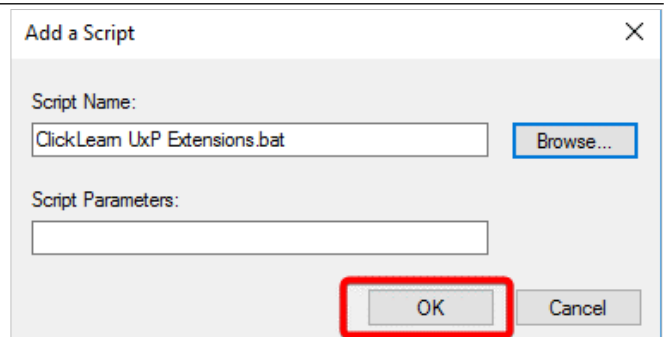 Add a Script
Script Name:
ClickLearn UxP Extensions.bat
Browse...
Script Parameters:
OK
Cancel